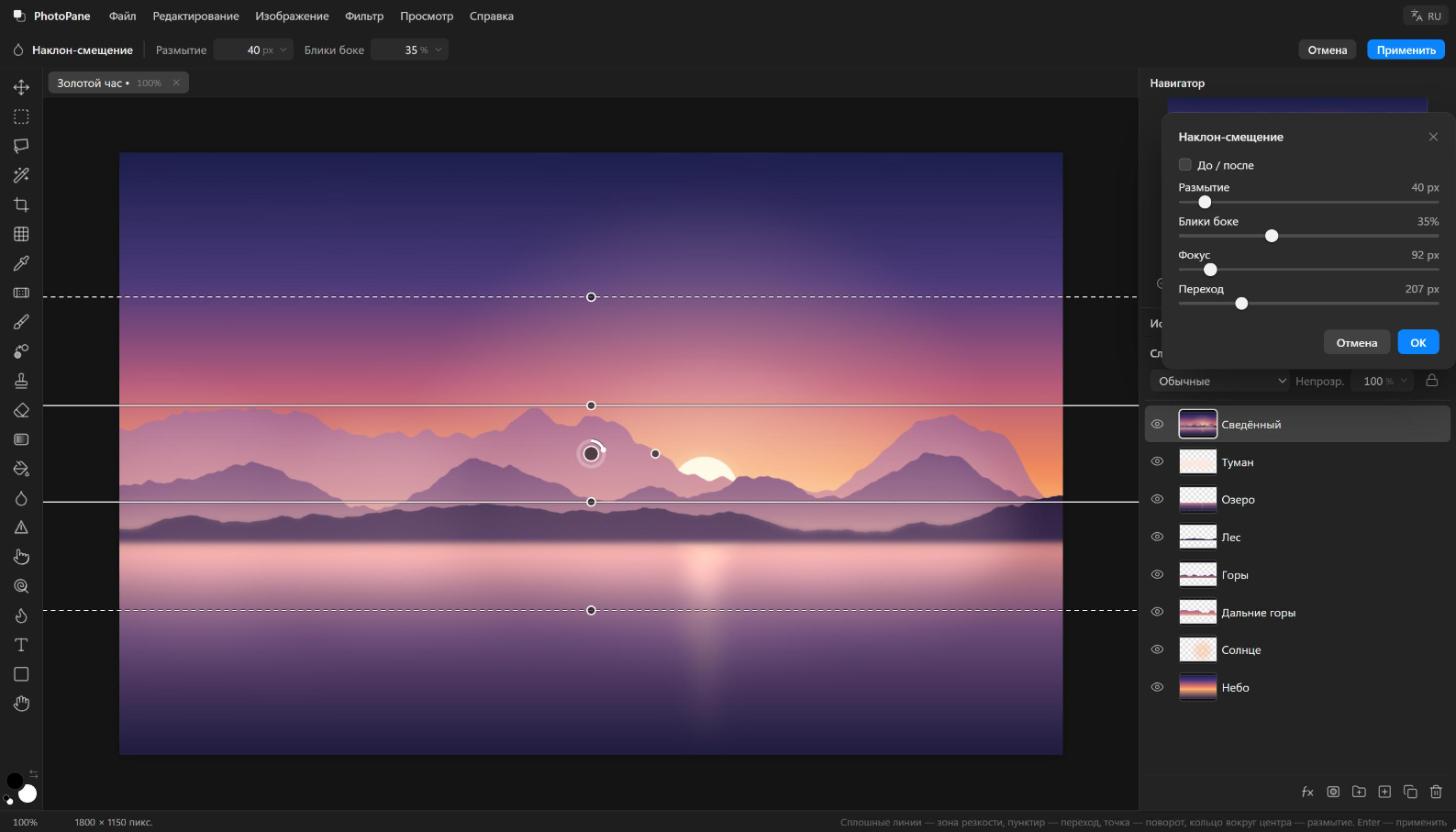 PhotoPane Файл Редактирование Изображение Фильтр Просмотр Справка RU
Наклон-смещение Размытие 40 px Блики боке 35 % Отмена Применить
Золотой час • 100%
Навигатор
Наклон-смещение
До / после
Размытие 40 px
Блики боке 35%
Фокус 92 px
Переход 207 px
Ис
Отмена OK
Сл
Обычные Непрозр. 100 %
Сведённый
Туман
Озеро
Лес
Горы
Дальние горы
Солнце
Небо
fx
100% 1800 × 1150 пикс. Сплошные линии — зона резкости, пунктир — переход, точка — поворот, кольцо вокруг центра — размытие. Enter — применить